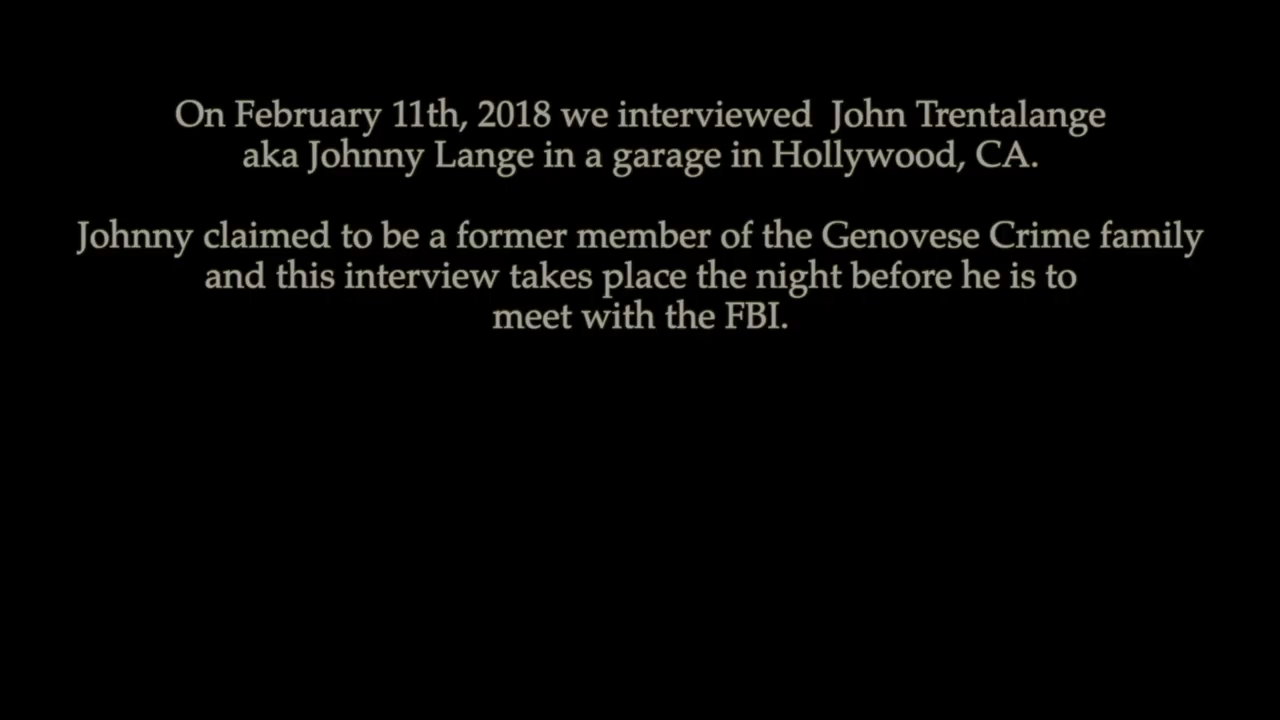 On February 11th, 2018 we interviewed  John Trentalange
aka Johnny Lange in a garage in Hollywood, CA.
Johnny claimed to be a former member of the Genovese Crime family
and this interview takes place the night before he is to
meet with the FBI.